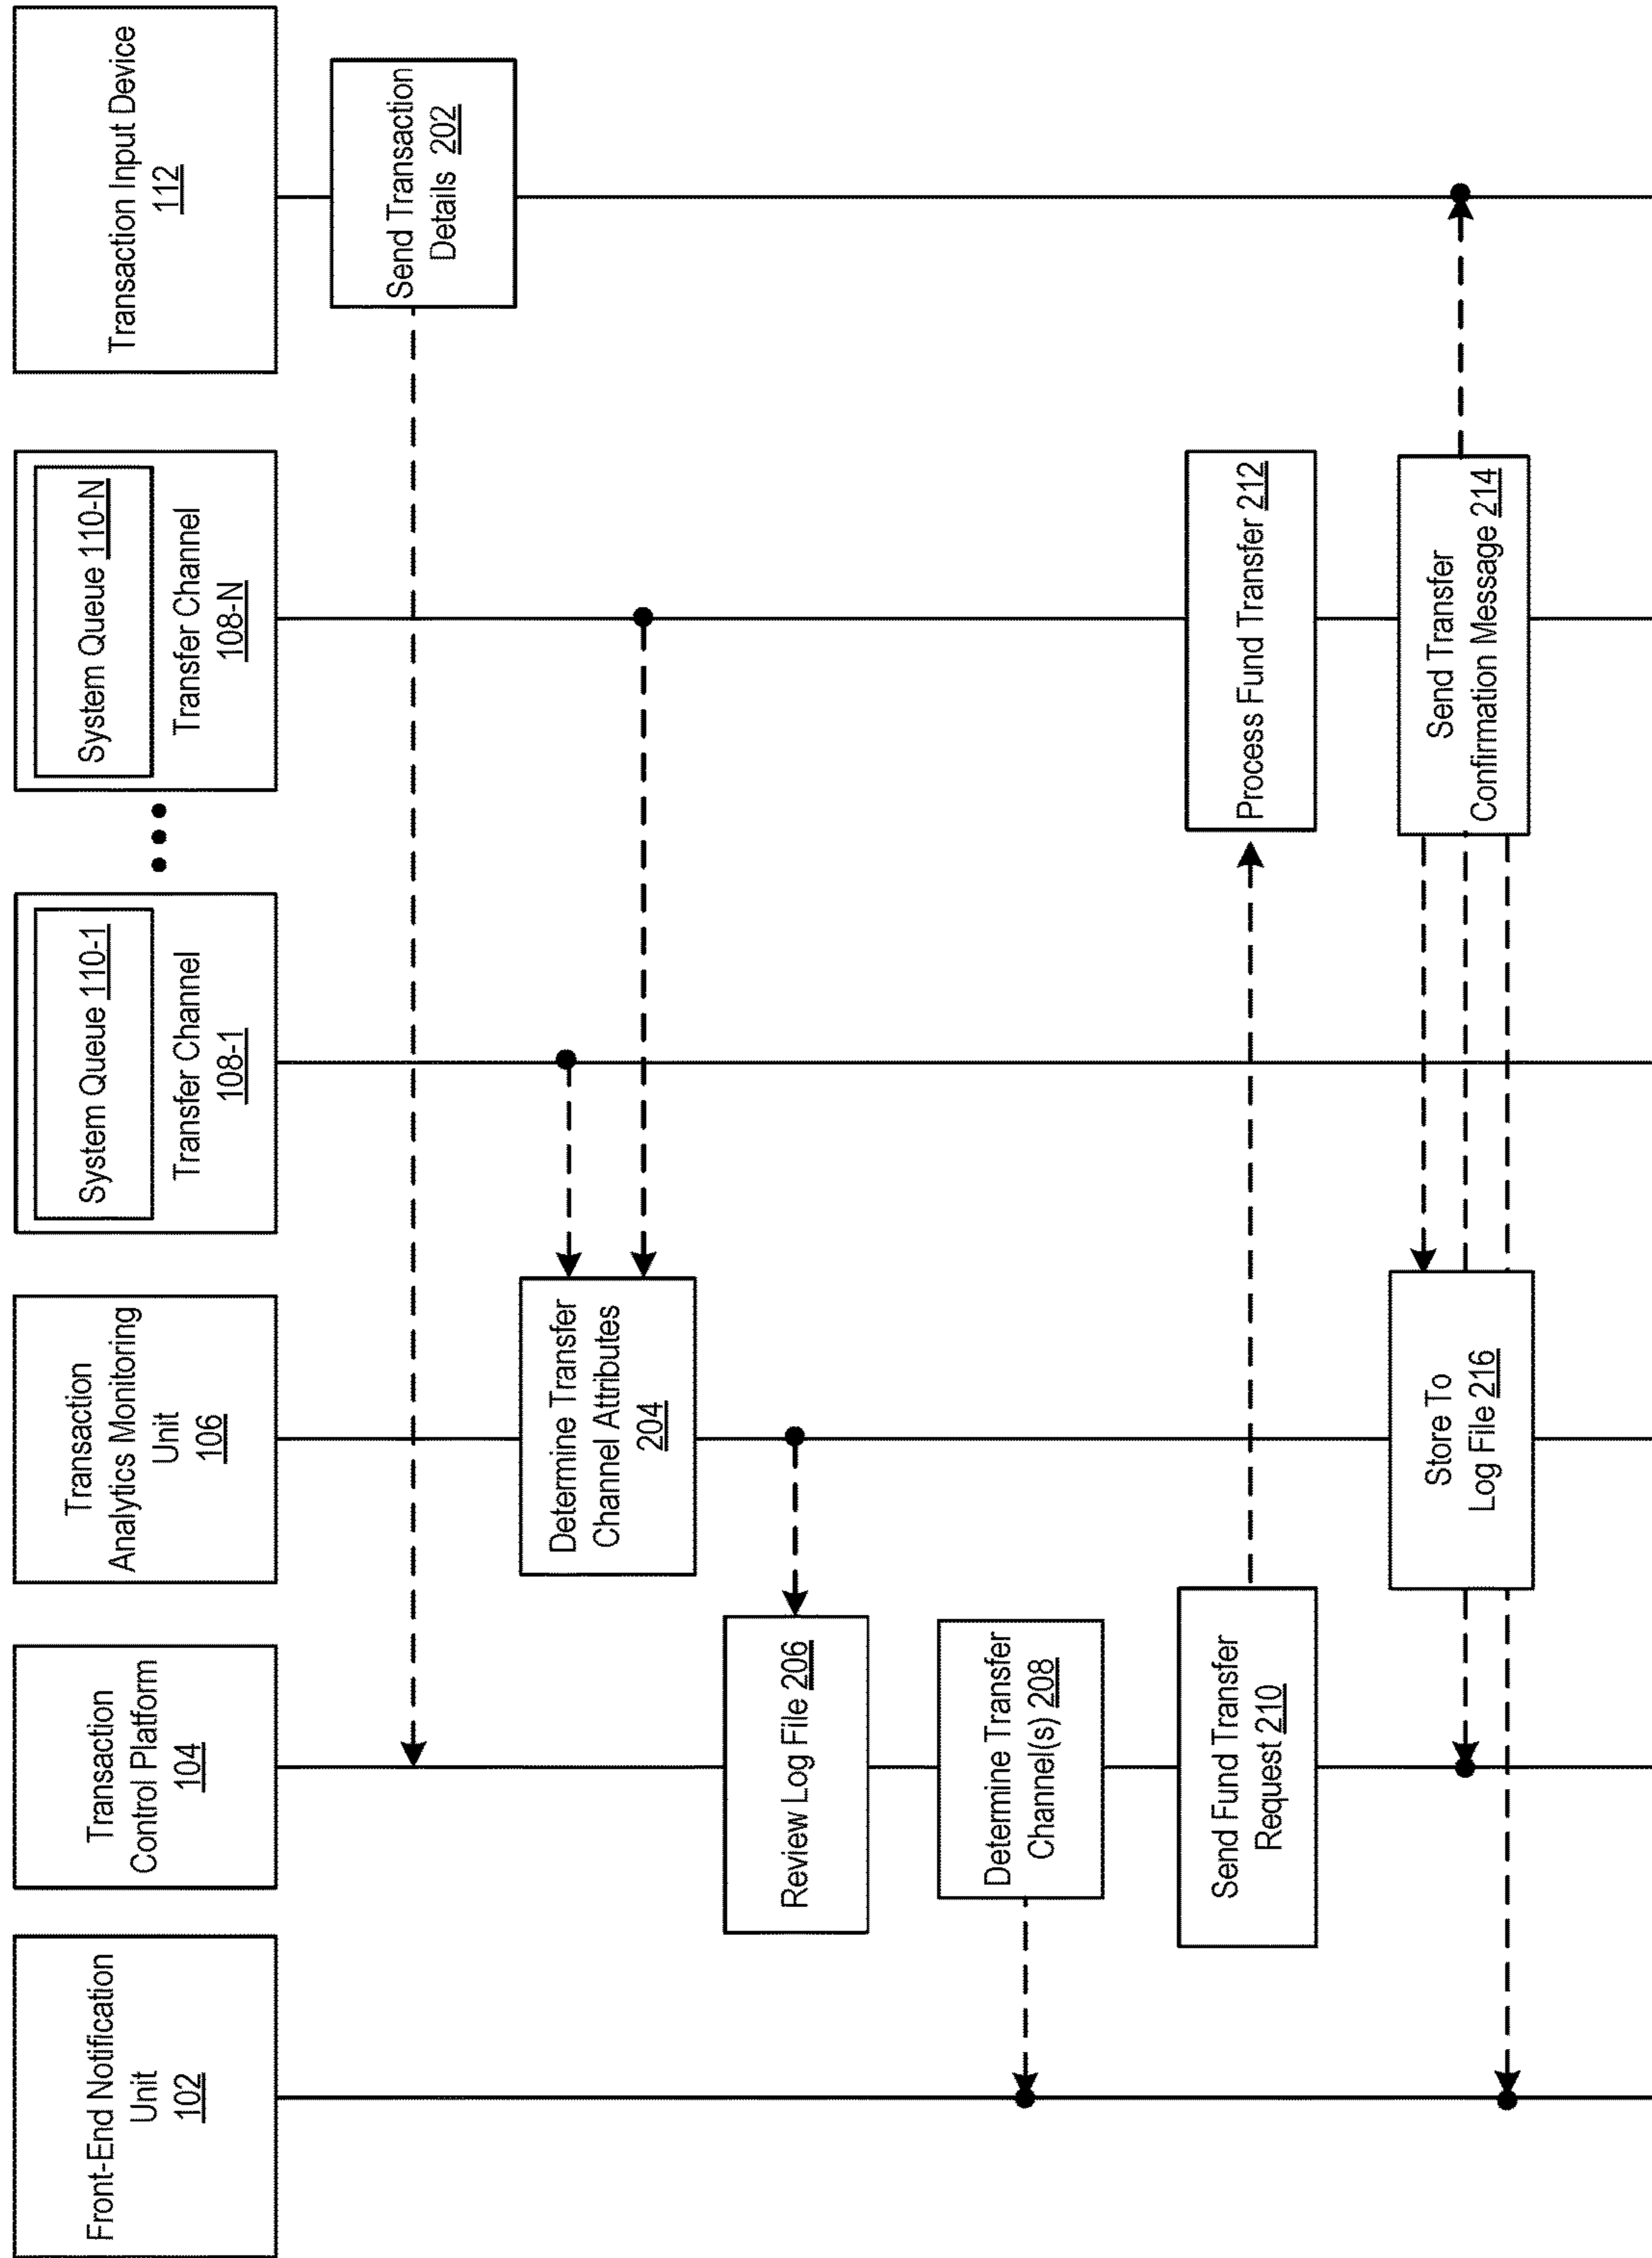 Front-End Notification
Unit
102
Transaction
Control Platform
104
Transaction
Analytics Monitoring
Unit
106
System Queue 110-1
Transfer Channel
108-1
•••
System Queue 110-N
Transfer Channel
108-N
Transaction Input Device
112
Send Transaction
Details 202
Determine Transfer
Channel Attributes
204
Review Log File 206
Determine Transfer
Channel(s) 208
Send Fund Transfer
Request 210
Process Fund Transfer 212
Send Transfer
Confirmation Message 214
Store To
Log File 216